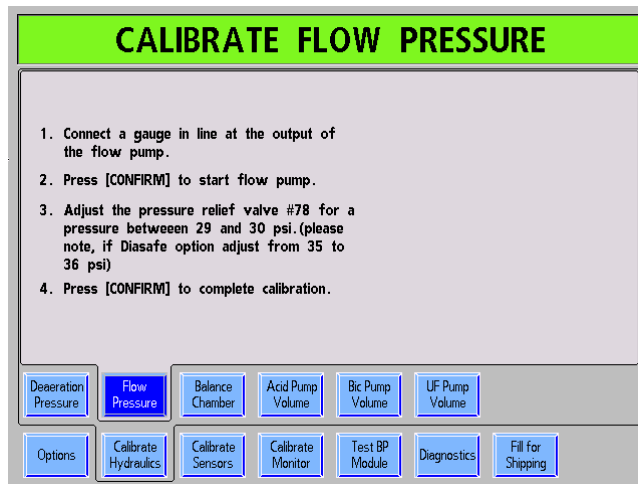 CALIBRATE FLOW PRESSURE
1. Connect a gauge in line at the output of
the flow pump.
2. Press [CONFIRM] to start flow pump.
3. Adjust the pressure relief valve #78 for a
pressure betweeen 29 and 30 psi.(please
note, if Diasafe option adjust from 35 to
36 psi)
4. Press [CONFIRM] to complete calibration.
Deaeration
Pressure
Flow
Pressure
Balance
Chamber
Acid Pump
Volume
Bic Pump
Volume
UF Pump
Volume
Options
Calibrate
Hydraulics
Calibrate
Sensors
Calibrate
Monitor
Test BP
Module
Diagnostics
Fill for
Shipping